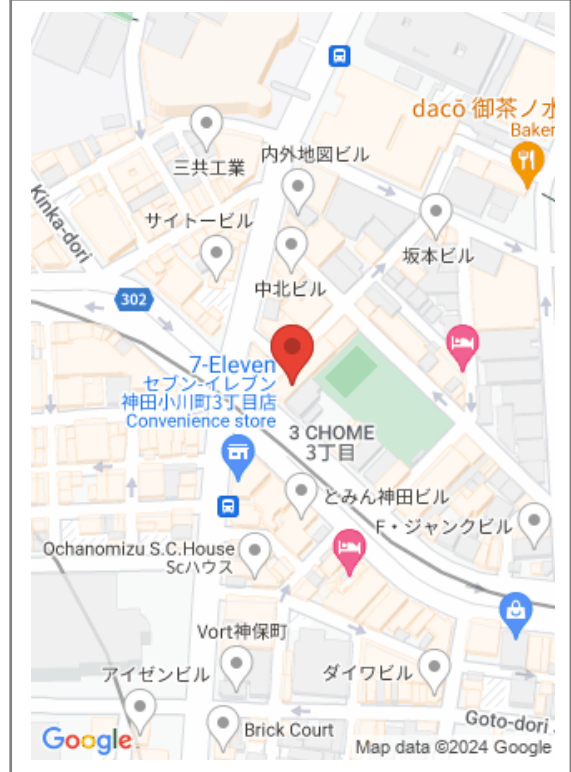 dacō 御茶ノ水
Baker
三共工業
内外地図ビル
Kinka-dori
サイトービル
坂本ビル
中北ビル
302
7-Eleven
セブン-イレブン
神田小川町3丁目店
Convenience store
3 CHOME
3丁目
とみん神田ビル
F・ジャンクビル
Ochanomizu S.C.House
Scハウス
Vort神保町
アイゼンビル
ダイワビル
Goto-dori
Brick Court
Google
Map data ©2024 Google